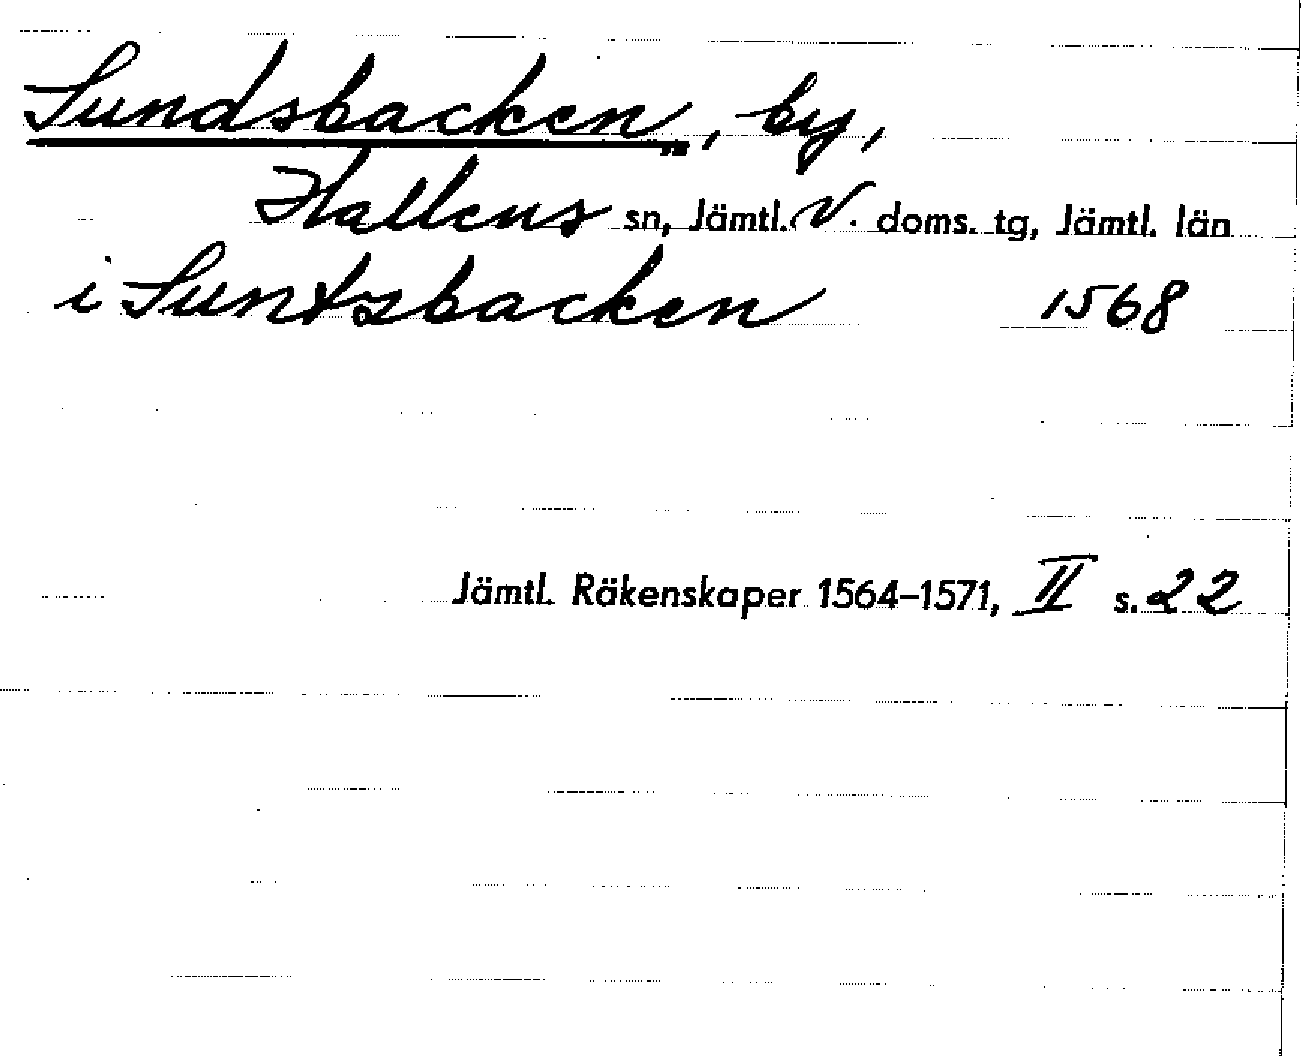 Sundsbacken, by,
Hallens sn, Jämtl. V. doms. tg, Jämtl. län
i Suntzbacken 1568
Jämtl. Räkenskaper 1564–1571, II s. 22